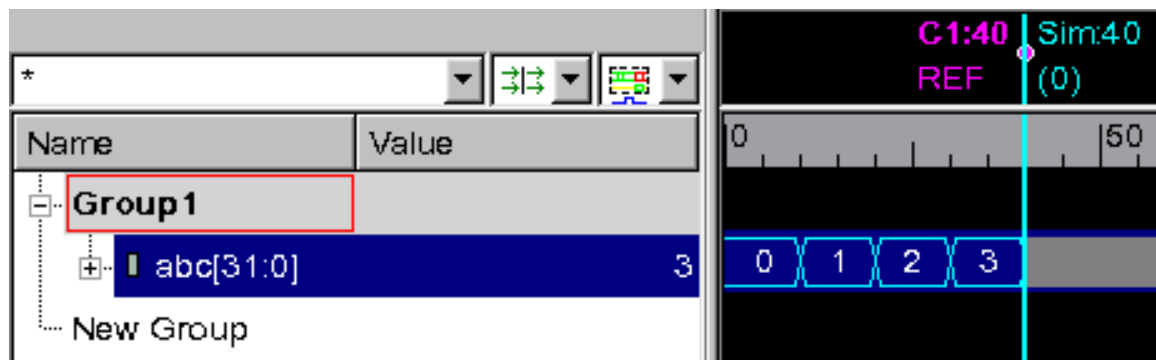 C1:40 Sim:40
* REF (0)
Name Value 0 50
Group1
abc[31:0] 3 0 1 2 3
New Group